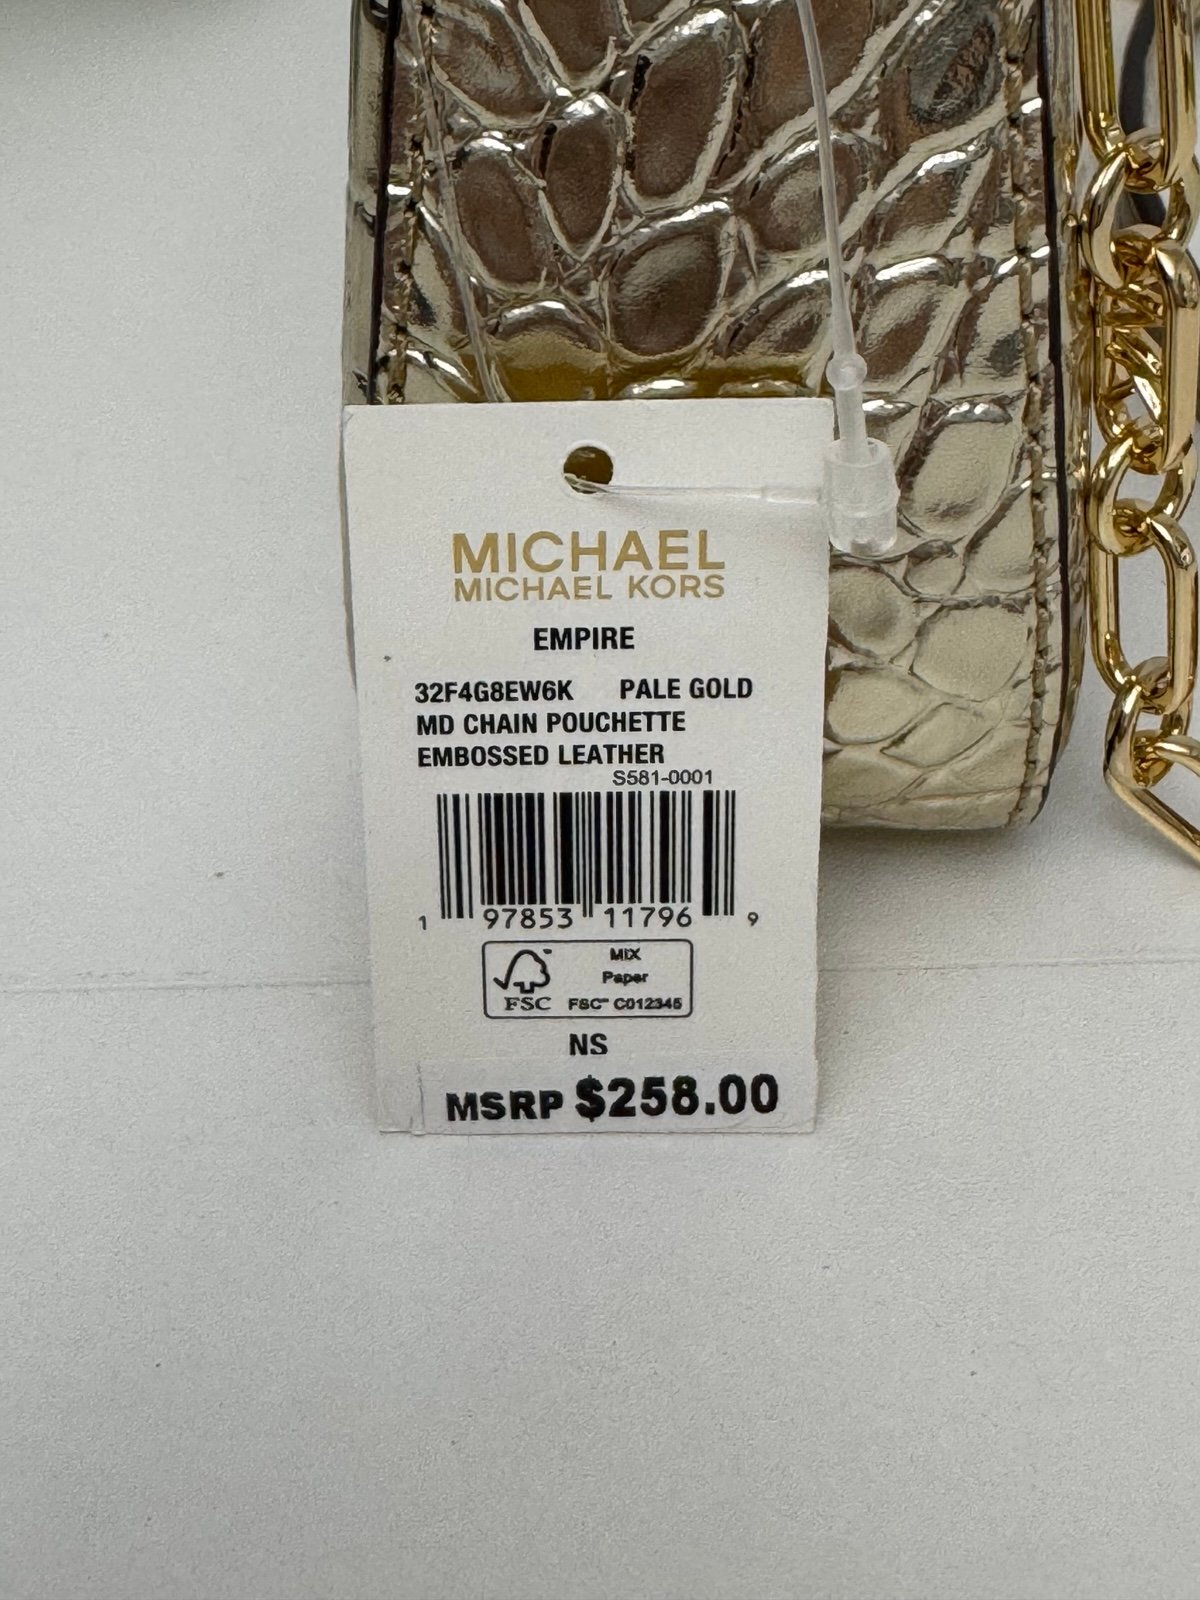 MICHAEL
MICHAEL KORS
EMPIRE
32F4G8EW6K PALE GOLD
MD CHAIN POUCHETTE
EMBOSSED LEATHER
S581-0001
1 97853 11796 9
MIX
Paper
FSC FSC™ C012345
NS
MSRP $258.00